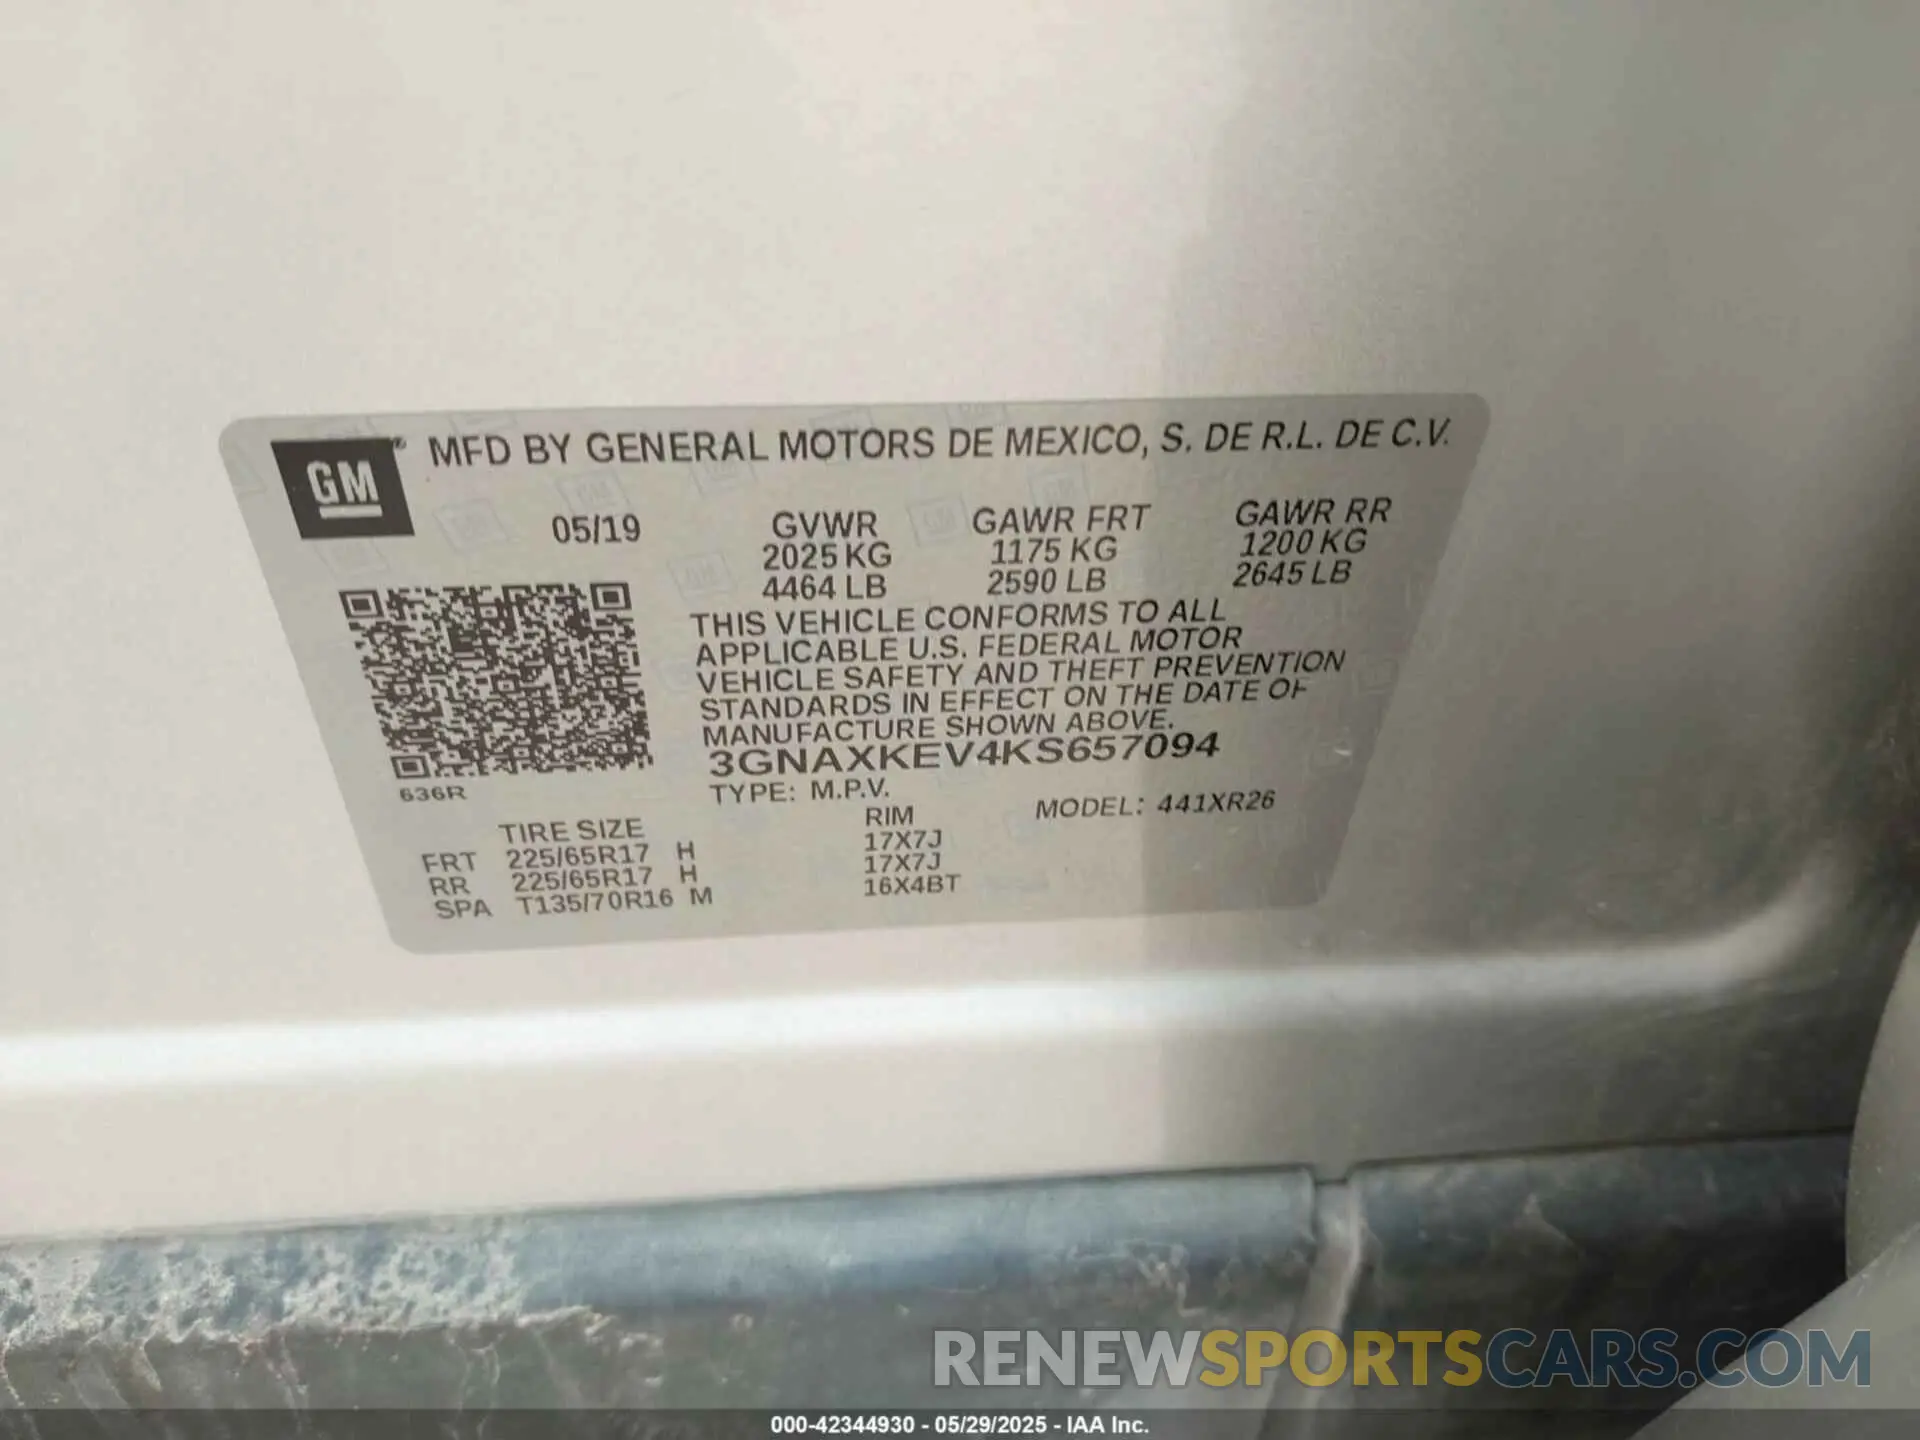 GM® MFD BY GENERAL MOTORS DE MEXICO, S. DE R.L. DE C.V.
05/19 GVWR GAWR FRT GAWR RR
2025 KG 1175 KG 1200 KG
4464 LB 2590 LB 2645 LB
THIS VEHICLE CONFORMS TO ALL
APPLICABLE U.S. FEDERAL MOTOR
VEHICLE SAFETY AND THEFT PREVENTION
STANDARDS IN EFFECT ON THE DATE OF
MANUFACTURE SHOWN ABOVE.
3GNAXKEV4KS657094
636R TYPE: M.P.V. MODEL: 441XR26
TIRE SIZE RIM
FRT 225/65R17 H 17X7J
RR 225/65R17 H 17X7J
SPA T135/70R16 M 16X4BT
RENEWSPORTSCARS.COM
000-42344930 - 05/29/2025 - IAA Inc.